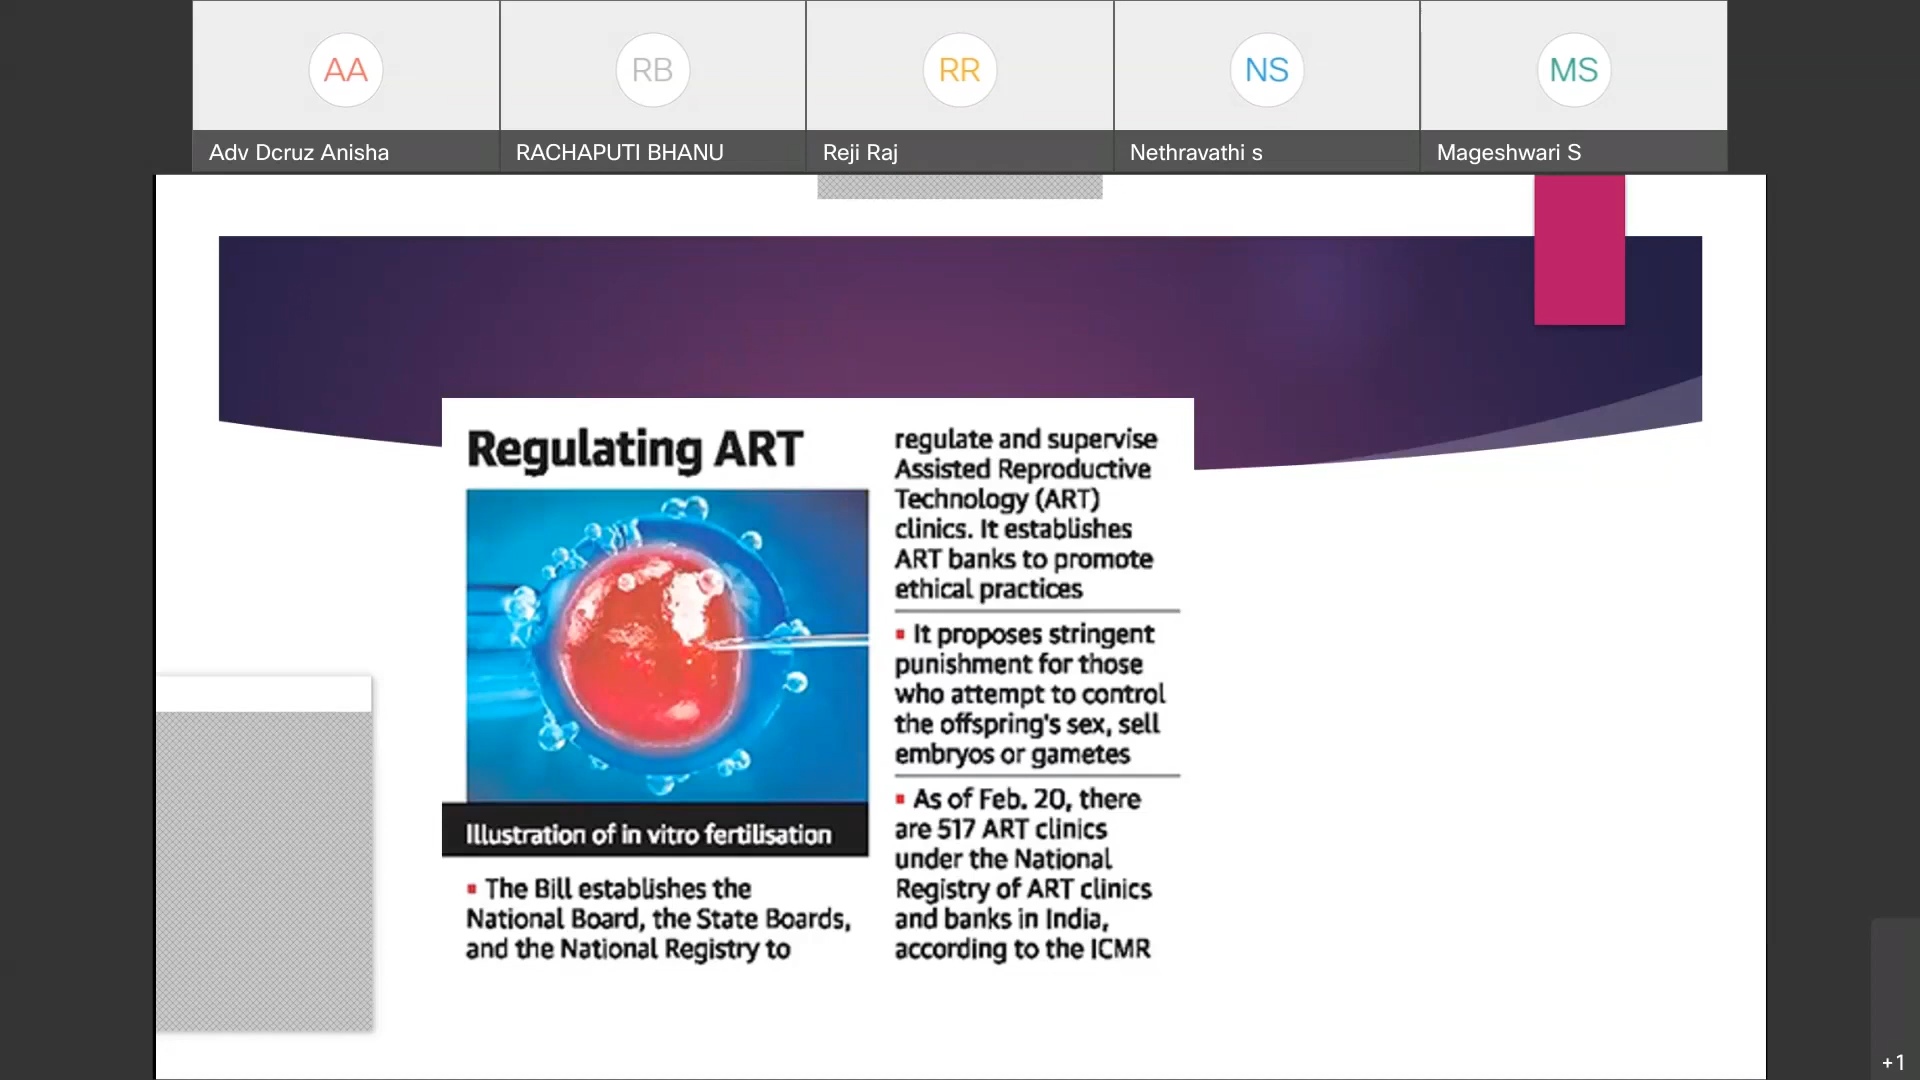 AA
RB
RR
NS
MS
Adv Dcruz Anisha
RACHAPUTI BHANU
Reji Raj
Nethravathi s
Mageshwari S
Regulating ART
Illustration of in vitro fertilisation
▪ The Bill establishes the
National Board, the State Boards,
and the National Registry to
regulate and supervise
Assisted Reproductive
Technology (ART)
clinics. It establishes
ART banks to promote
ethical practices
▪ It proposes stringent
punishment for those
who attempt to control
the offspring's sex, sell
embryos or gametes
▪ As of Feb. 20, there
are 517 ART clinics
under the National
Registry of ART clinics
and banks in India,
according to the ICMR
+1